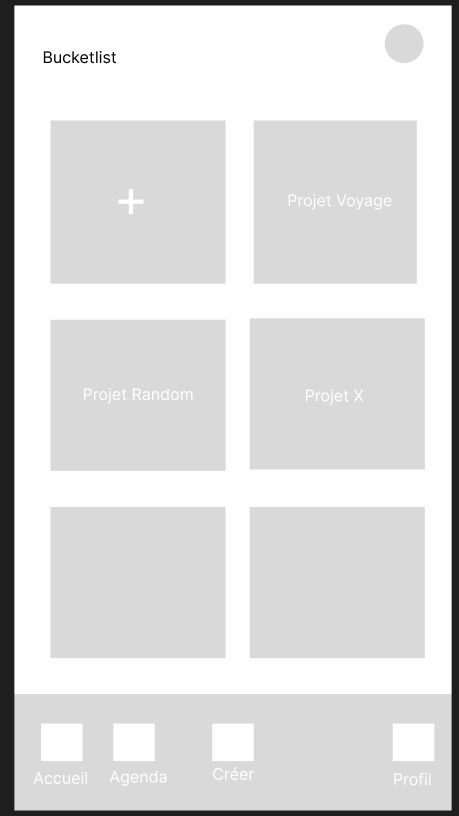 Bucketlist
+
Projet Voyage
Projet Random
Projet X
Accueil
Agenda
Créer
Profil